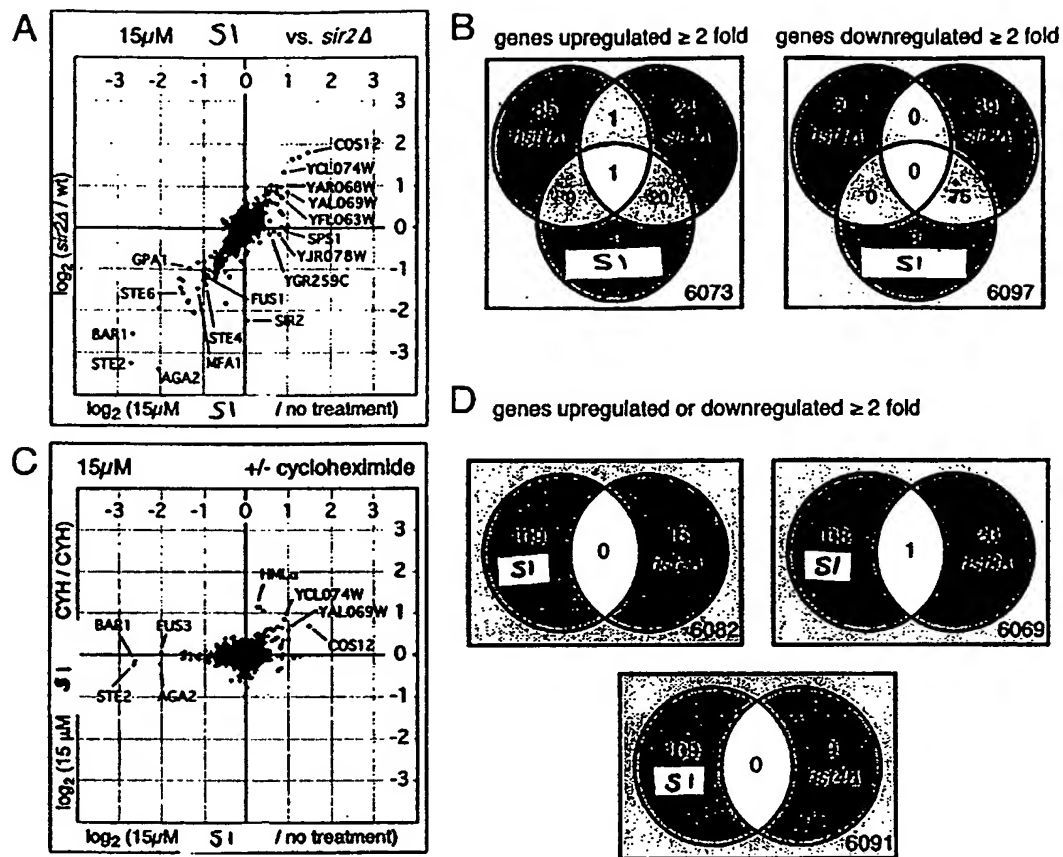 A
15μM S1 vs. sir2Δ
-3 -2 -1 0 1 2 3
3
2
1
0
-1
-2
-3
COS12
YCL074W
YAR068W
YAL069W
YFL063W
SPS1
YJR078W
YGR259C
GPA1
STE6
FUS1
SIR2
BAR1
STE4
STE2
MFA1
AGA2
log2 (sir2Δ / wt)
log2 (15μM S1 / no treatment)
B
genes upregulated ≥ 2 fold
1
sir2Δ
1
S1
6073
genes downregulated ≥ 2 fold
0
sir2Δ
0
0
75
S1
6097
C
15μM +/- cycloheximide
-3 -2 -1 0 1 2 3
3
2
1
0
-1
-2
-3
HMLα
YCL074W
YAL069W
BAR1
FUS3
COS12
STE2
AGA2
log2 (15 μM S1 CYH / CYH)
log2 (15μM S1 / no treatment)
D
genes upregulated or downregulated ≥ 2 fold
S1
0
6082
S1
1
6069
S1
0
6091